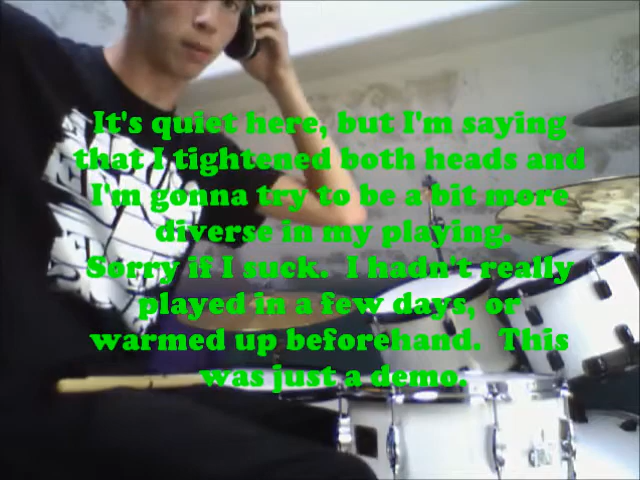 It's quiet here, but I'm saying
that I tightened both heads and
I'm gonna try to be a bit more
diverse in my playing.
Sorry if I suck.  I hadn't really
played in a few days, or
warmed up beforehand.  This
was just a demo.